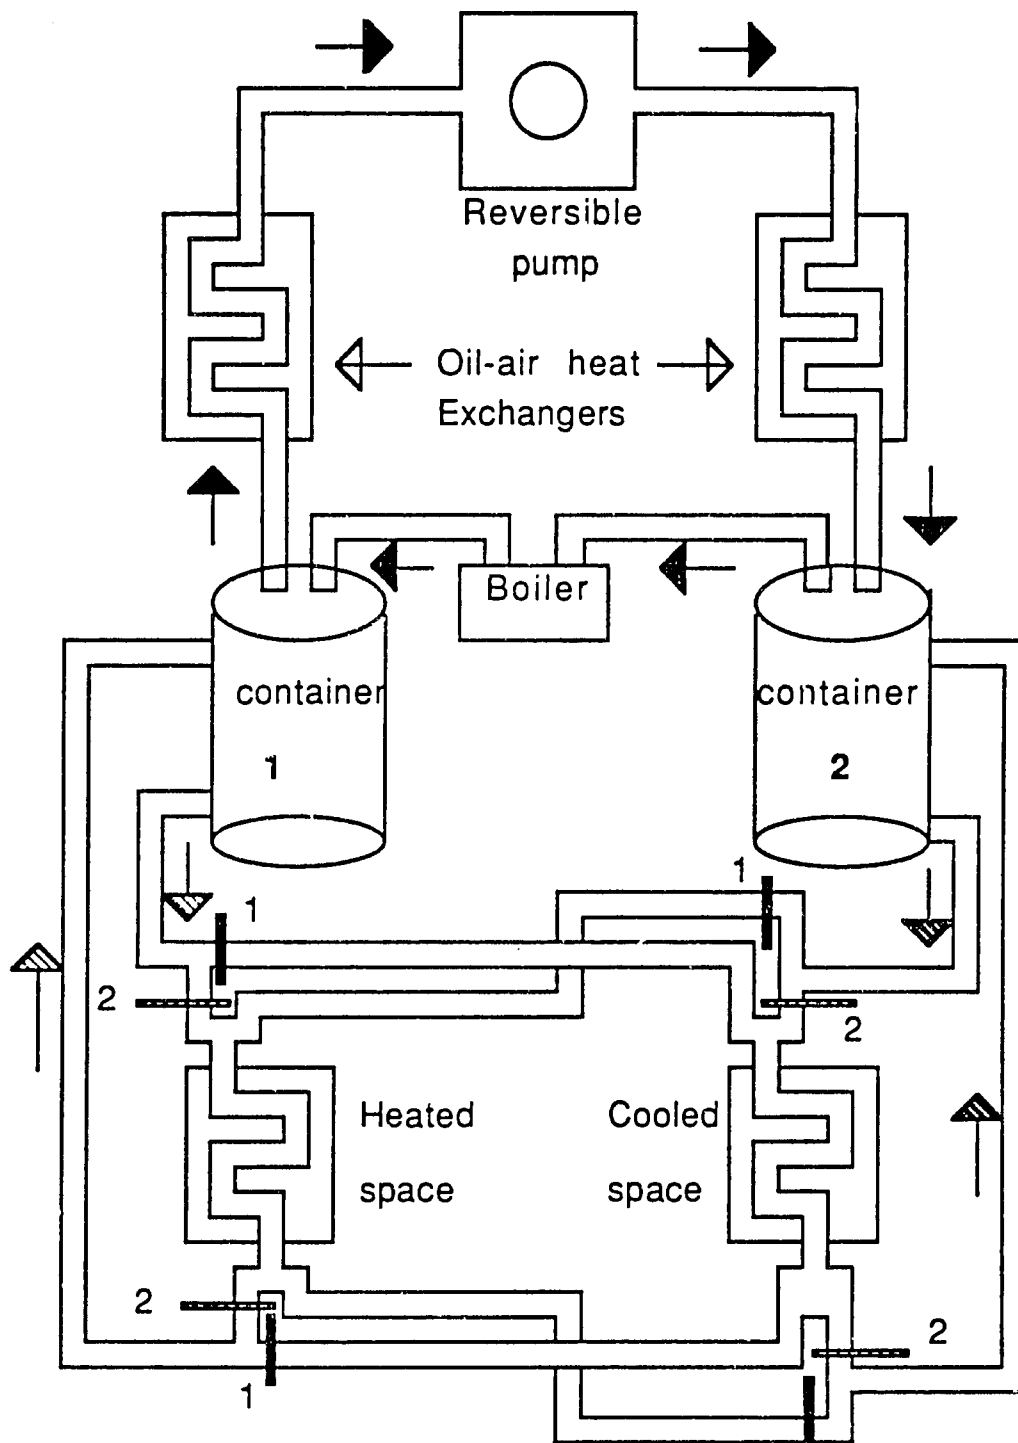 Reversible
pump
Oil-air heat
Exchangers
Boiler
container
1
container
2
1
1
2
2
Heated
space
Cooled
space
2
2
1